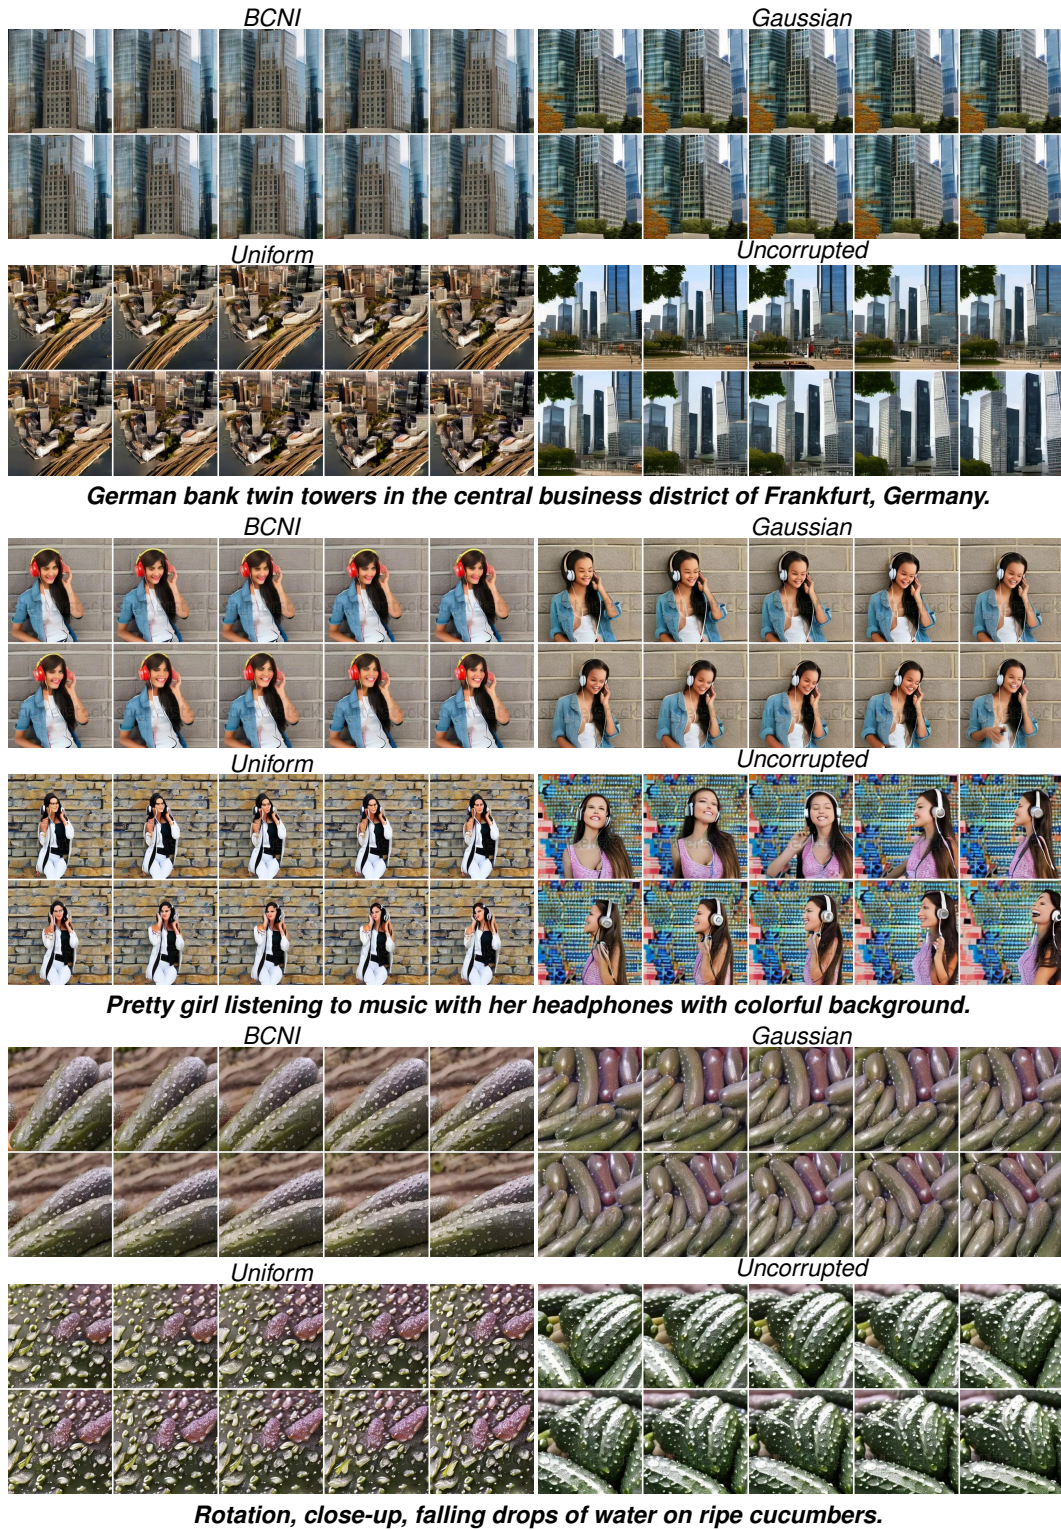 BCNI Gaussian
Uniform Uncorrupted
German bank twin towers in the central business district of Frankfurt, Germany.
BCNI Gaussian
Uniform Uncorrupted
Pretty girl listening to music with her headphones with colorful background.
BCNI Gaussian
Uniform Uncorrupted
Rotation, close-up, falling drops of water on ripe cucumbers.